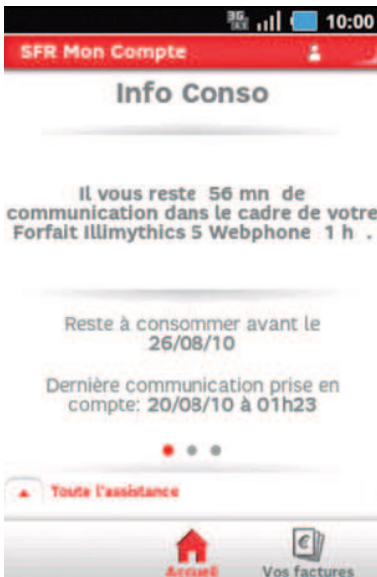 3G 10:00
SFR Mon Compte
Info Conso
Il vous reste 56 mn de
communication dans le cadre de votre
Forfait Illimythics 5 Webphone 1 h .
Reste à consommer avant le
26/08/10
Dernière communication prise en
compte: 20/08/10 à 01h23
Toute l'assistance
Accueil Vos factures